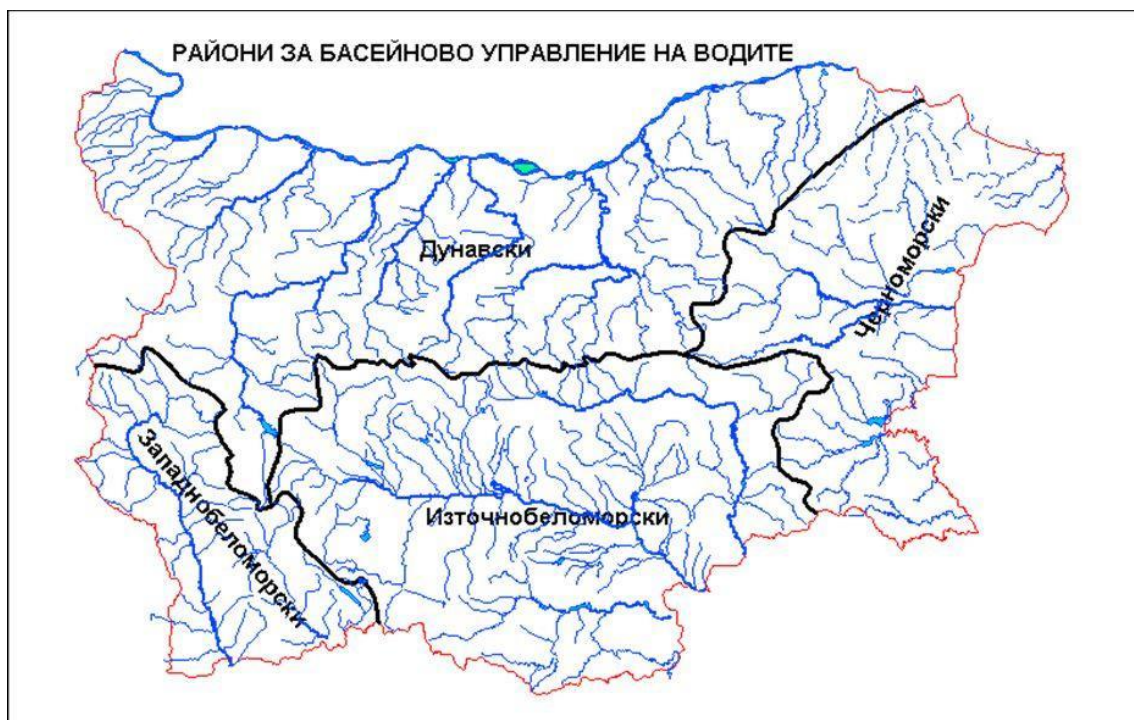 РАЙОНИ ЗА БАСЕЙНОВО УПРАВЛЕНИЕ НА ВОДИТЕ
Дунавски
Черноморски
Западнобеломорски
Източнобеломорски